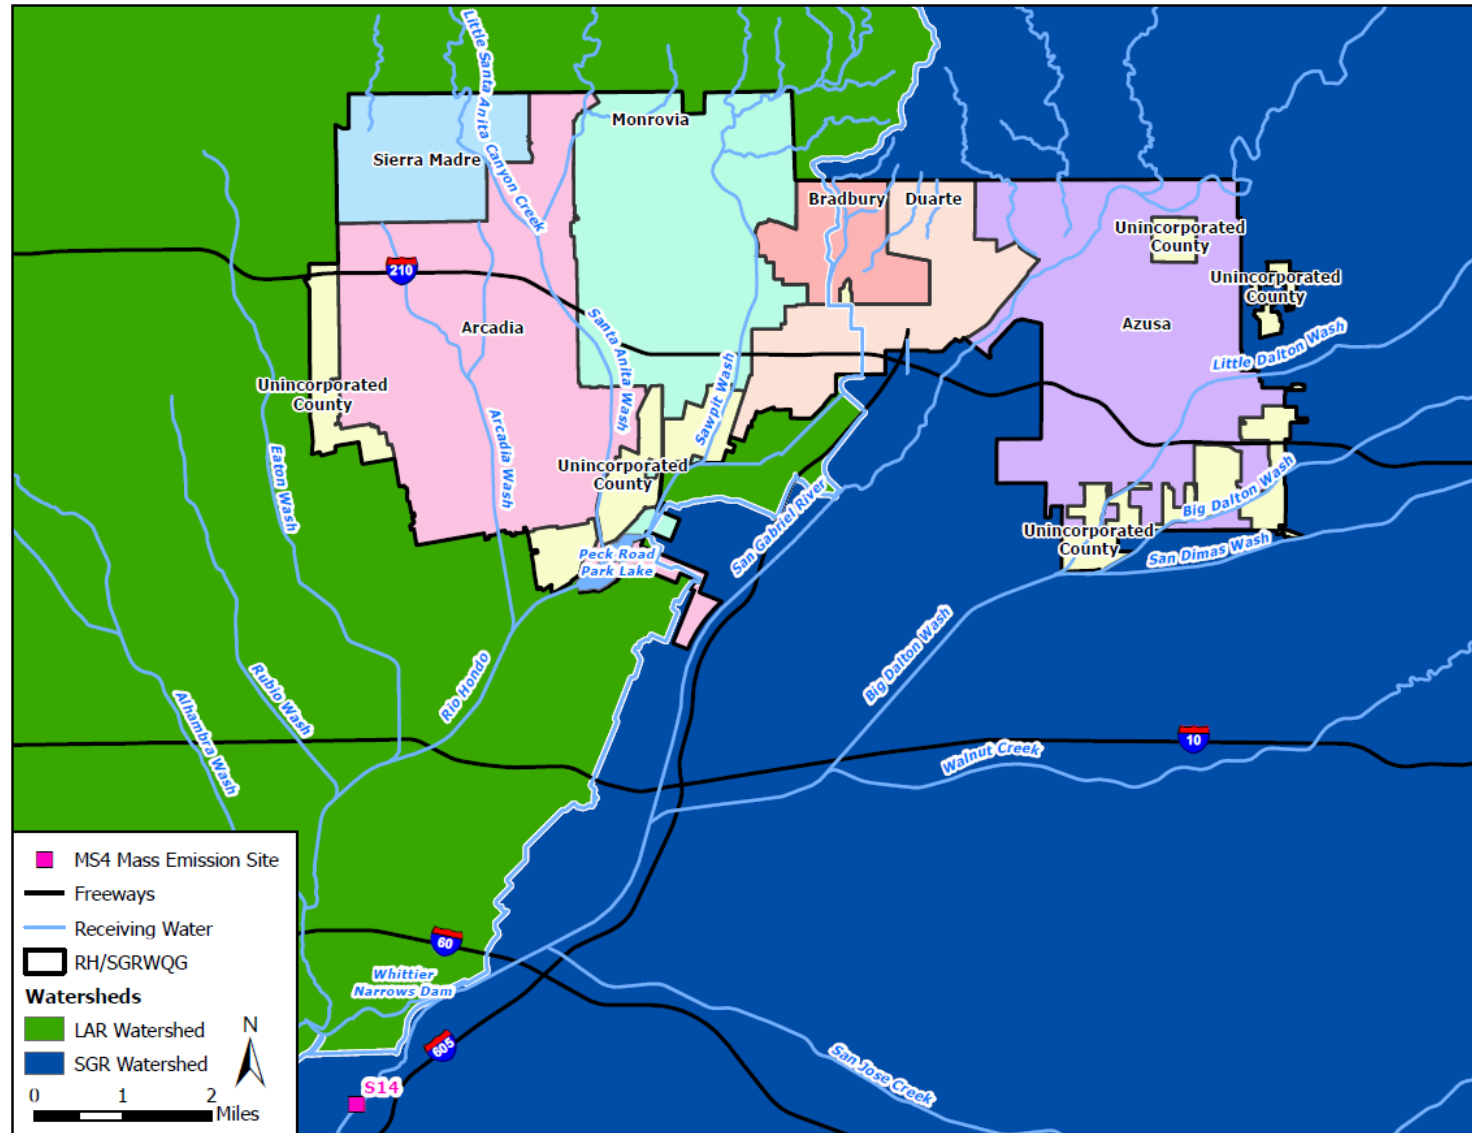 Little Santa Anita Canyon Creek
Monrovia
Sierra Madre
Bradbury
Duarte
Unincorporated
County
Unincorporated
County
210
Arcadia
Santa Anita Wash
Azusa
Little Dalton Wash
Unincorporated
County
Sawpit Wash
Arcadia Wash
Eaton Wash
Unincorporated
County
Big Dalton Wash
San Gabriel River
Unincorporated
County
San Dimas Wash
Peck Road
Park Lake
Big Dalton Wash
Rio Hondo
Rubio Wash
Alhambra Wash
10
Walnut Creek
60
Whittier
Narrows Dam
605
San Jose Creek
S14
MS4 Mass Emission Site
Freeways
Receiving Water
RH/SGRWQG
Watersheds
LAR Watershed
SGR Watershed
N
0 1 2
Miles